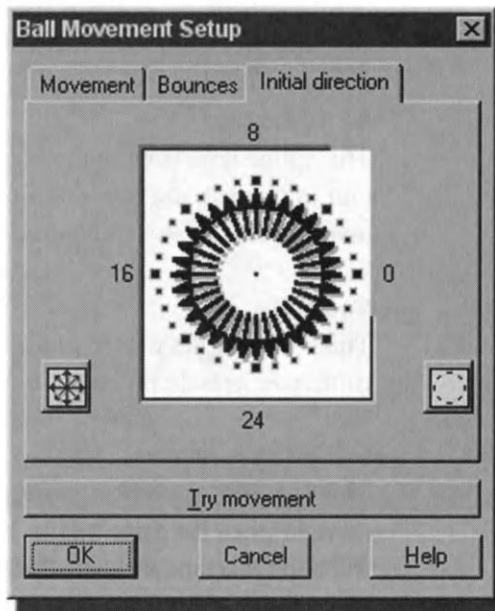 Ball Movement Setup
Movement Bounces Initial direction
8
16 0
24
Try movement
OK Cancel Help